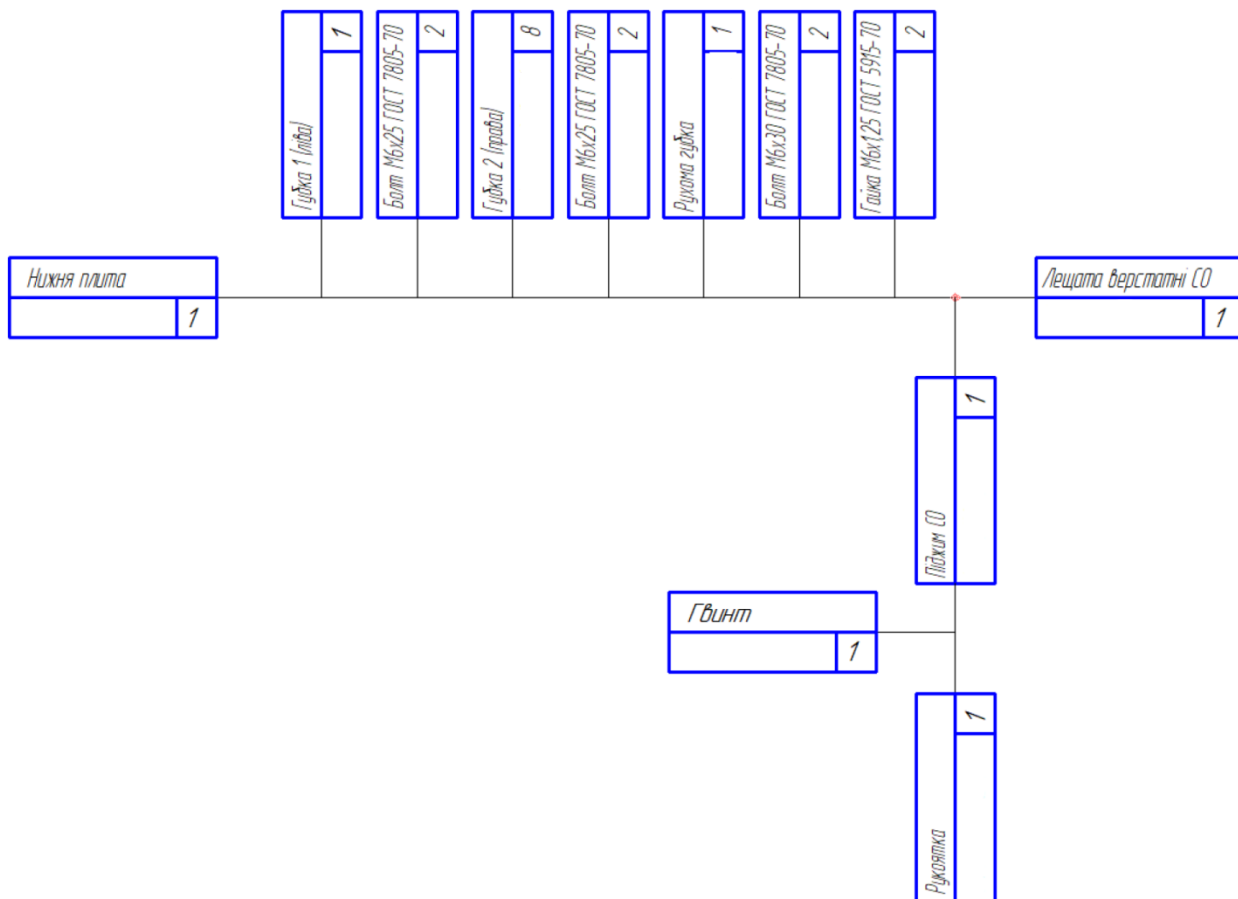 Губка 1 (ліва)
1
Болт М6х25 ГОСТ 7805-70
2
Губка 2 (права)
8
Болт М6х25 ГОСТ 7805-70
2
Рухома губка
1
Болт М6х30 ГОСТ 7805-70
2
Гайка М6х1,25 ГОСТ 5915-70
2
Нижня плита
1
Лещата верстатні СО
1
Піджим СО
1
Гвинт
1
Рукоятка
1